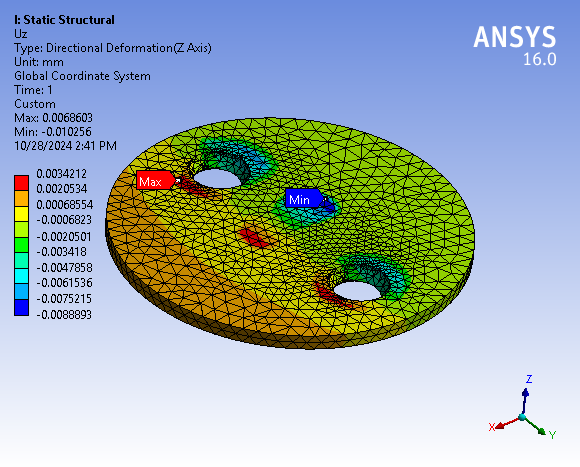 I: Static Structural
Uz
Type: Directional Deformation(Z Axis)
Unit: mm
Global Coordinate System
Time: 1
Custom
Max: 0.0068603
Min: -0.010256
10/28/2024 2:41 PM
ANSYS
16.0
0.0034212
0.0020534
0.00068554
-0.0006823
-0.0020501
-0.003418
-0.0047858
-0.0061536
-0.0075215
-0.0088893
Max
Min
Z
X
Y